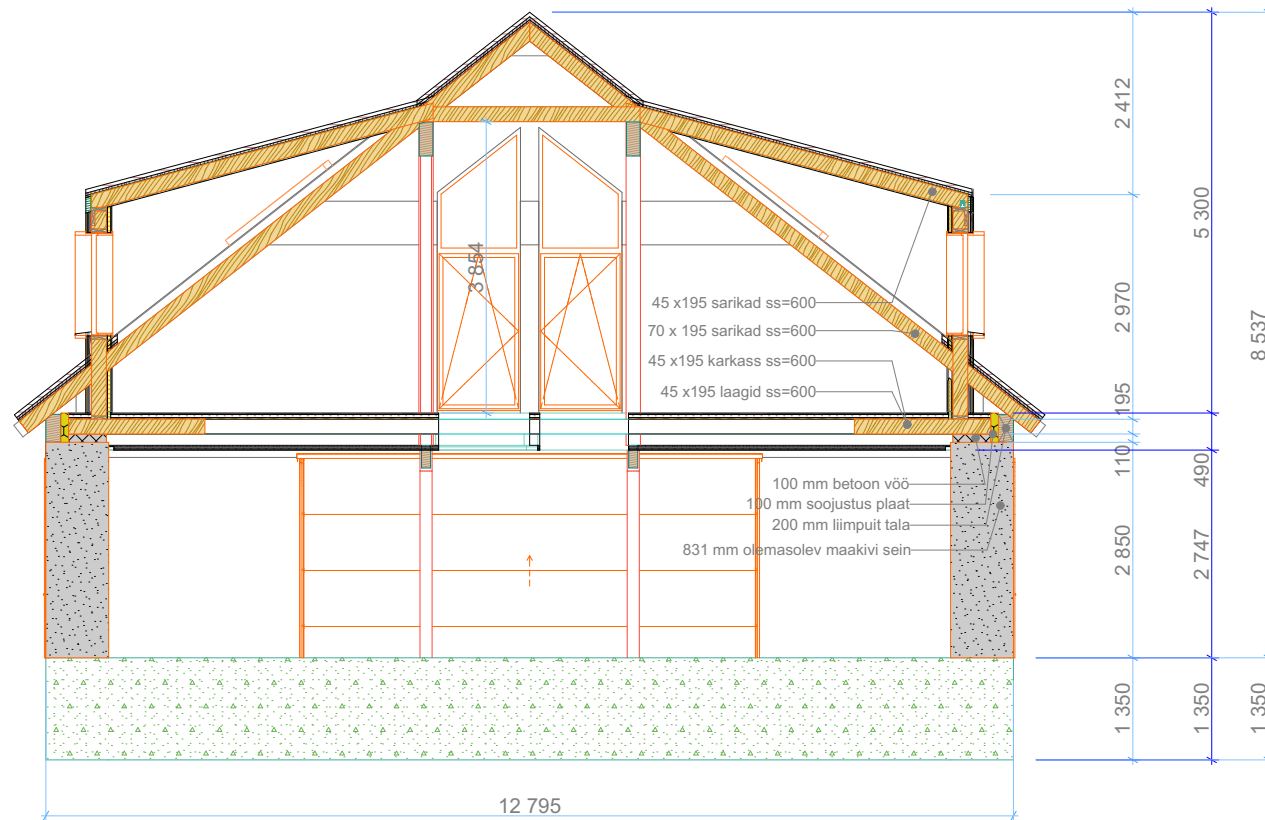 2 412
5 300
8 537
3 854
2 970
45 x195 sarikad ss=600
70 x 195 sarikad ss=600
45 x195 karkass ss=600
45 x195 laagid ss=600
195
110
490
100 mm betoon vöö
100 mm soojustus plaat
200 mm liimpuit tala
831 mm olemasolev maakivi sein
2 850
2 747
1 350
1 350
1 350
12 795